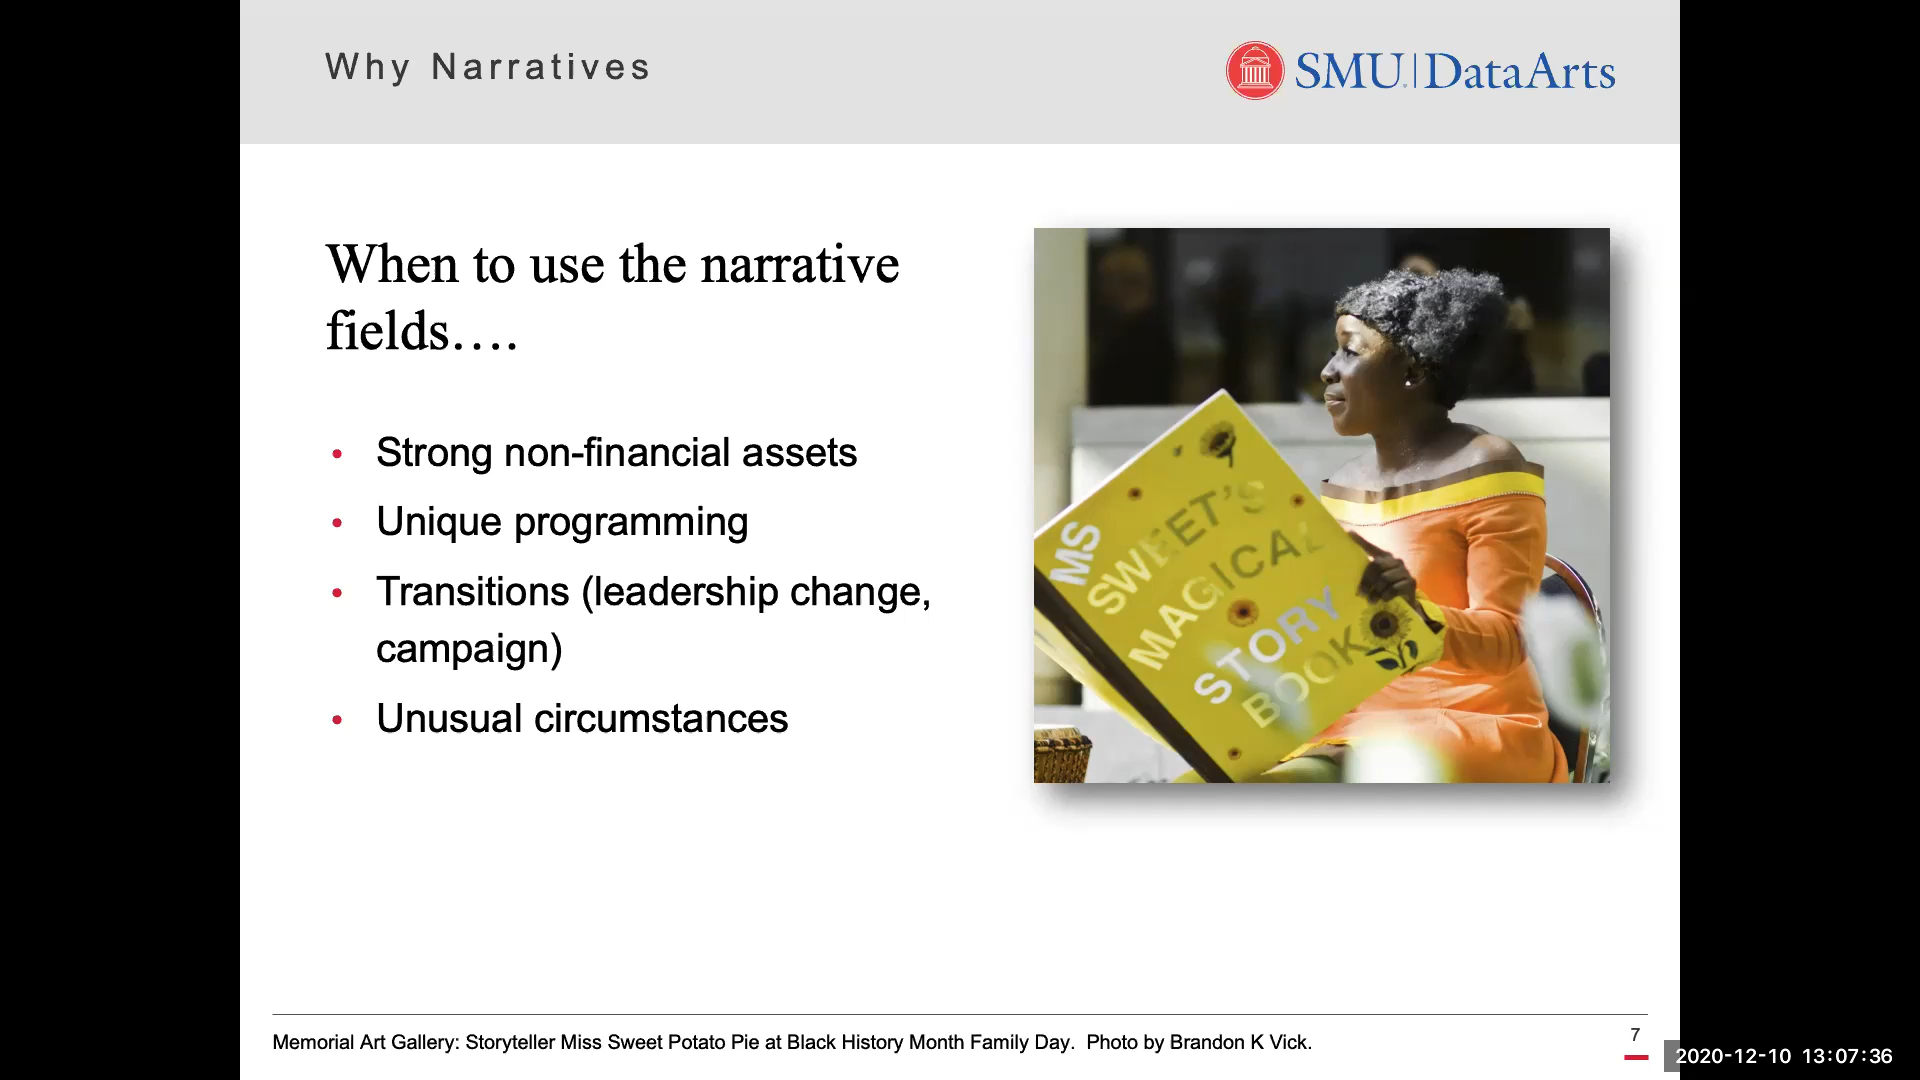 Why Narratives
SMU. DataArts
When to use the narrative
fields….
• Strong non-financial assets
• Unique programming
• Transitions (leadership change,
campaign)
• Unusual circumstances
MS
SWEET'S
MAGICAL
STORY
BOOK
Memorial Art Gallery: Storyteller Miss Sweet Potato Pie at Black History Month Family Day. Photo by Brandon K Vick.
7
2020-12-10 13:07:36